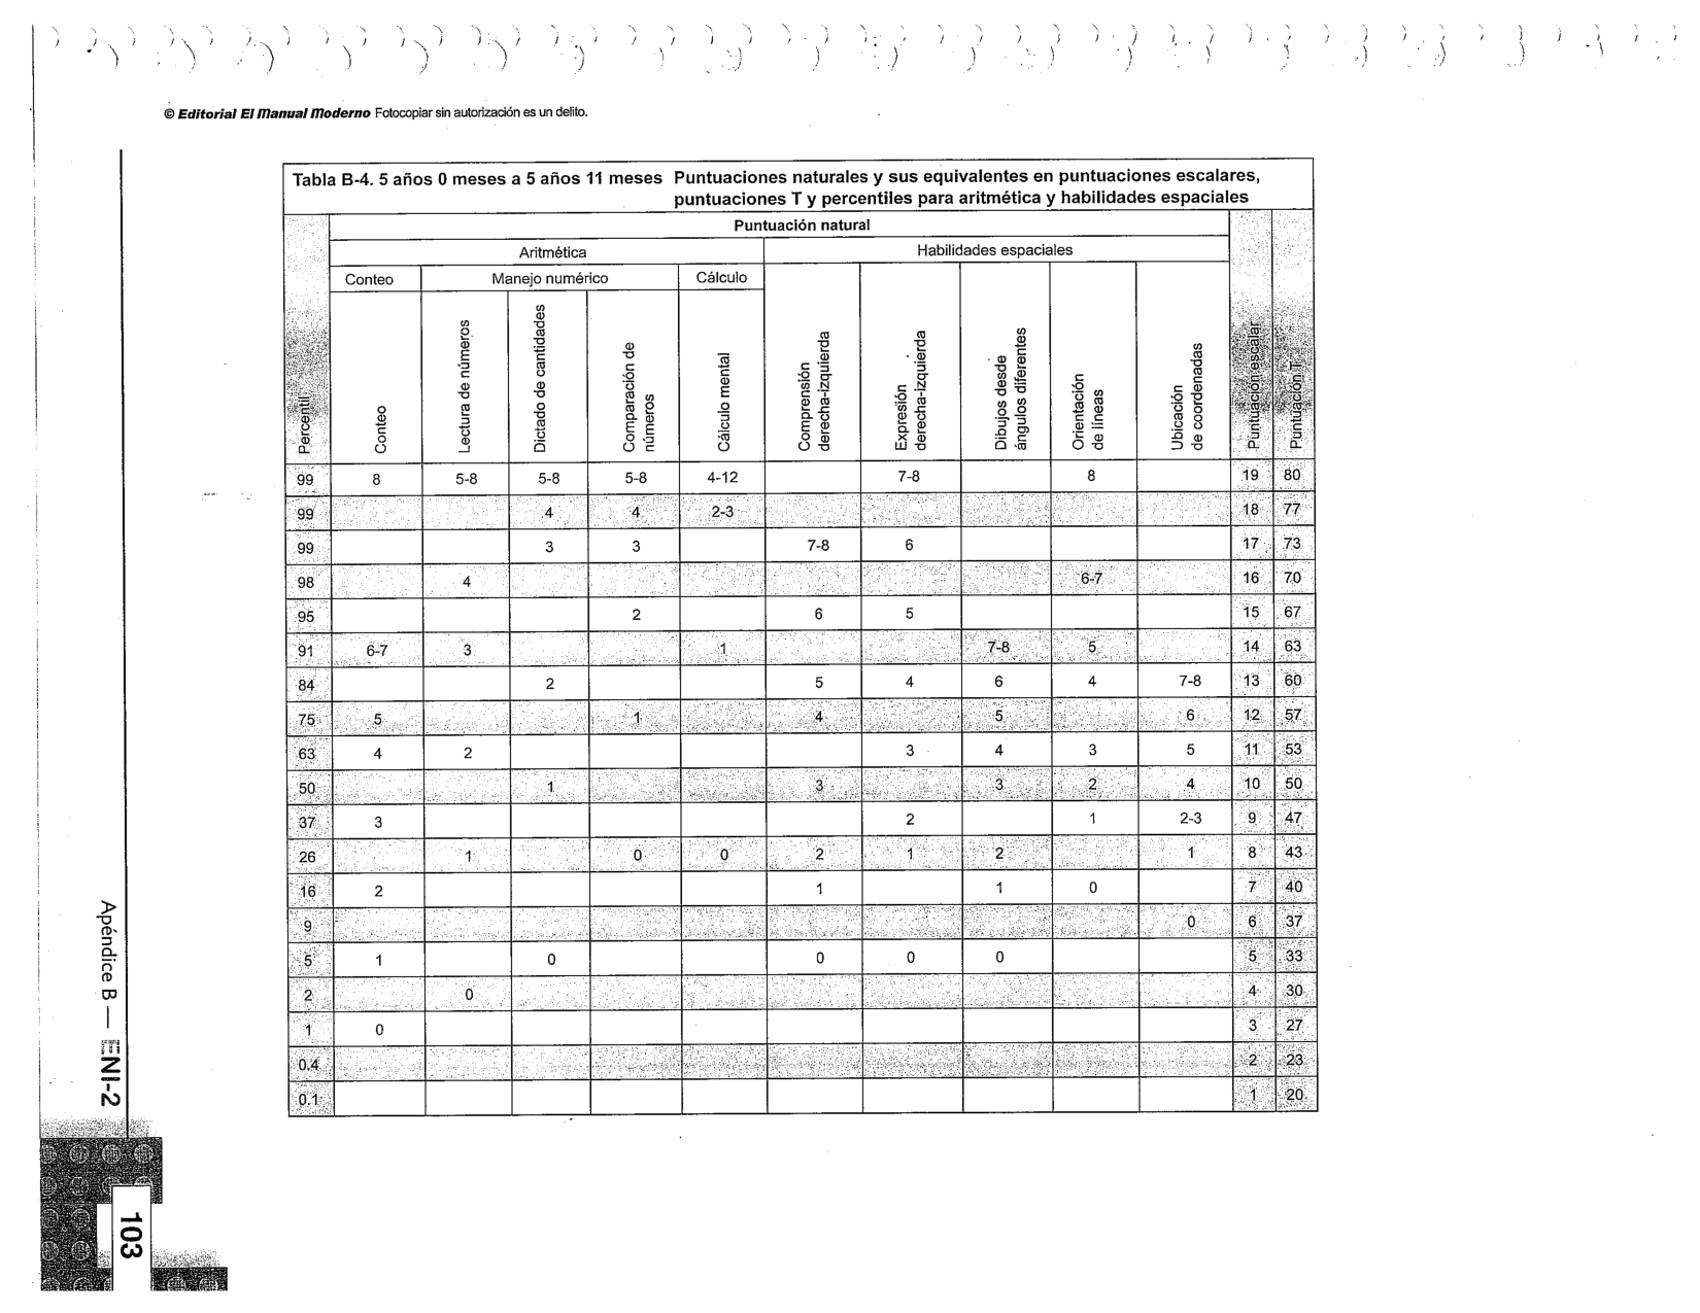 © Editorial El Manual Moderno Fotocopiar sin autorización es un delito.
Tabla B-4. 5 años 0 meses a 5 años 11 meses Puntuaciones naturales y sus equivalentes en puntuaciones escalares,
puntuaciones T y percentiles para aritmética y habilidades espaciales
Puntuación natural
Aritmética Habilidades espaciales
Conteo Manejo numérico Cálculo
Percentil
Conteo
Lectura de números
Dictado de cantidades
Comparación de
números
Cálculo mental
Comprensión
derecha-izquierda
Expresión
derecha-izquierda
Dibujos desde
ángulos diferentes
Orientación
de líneas
Ubicación
de coordenadas
Puntuación escalar
Puntuación T
99 8 5-8 5-8 5-8 4-12 7-8 8 19 80
99 4 4 2-3 18 77
99 3 3 7-8 6 17 73
98 4 6-7 16 70
95 2 6 5 15 67
91 6-7 3 1 7-8 5 14 63
84 2 5 4 6 4 7-8 13 60
75 5 1 4 5 6 12 57
63 4 2 3 4 3 5 11 53
50 1 3 3 2 4 10 50
37 3 2 1 2-3 9 47
26 1 0 0 2 1 2 1 8 43
16 2 1 1 0 7 40
9 0 6 37
5 1 0 0 0 0 5 33
2 0 4 30
1 0 3 27
0.4 2 23
0.1 1 20
Apéndice B — ENI-2
103